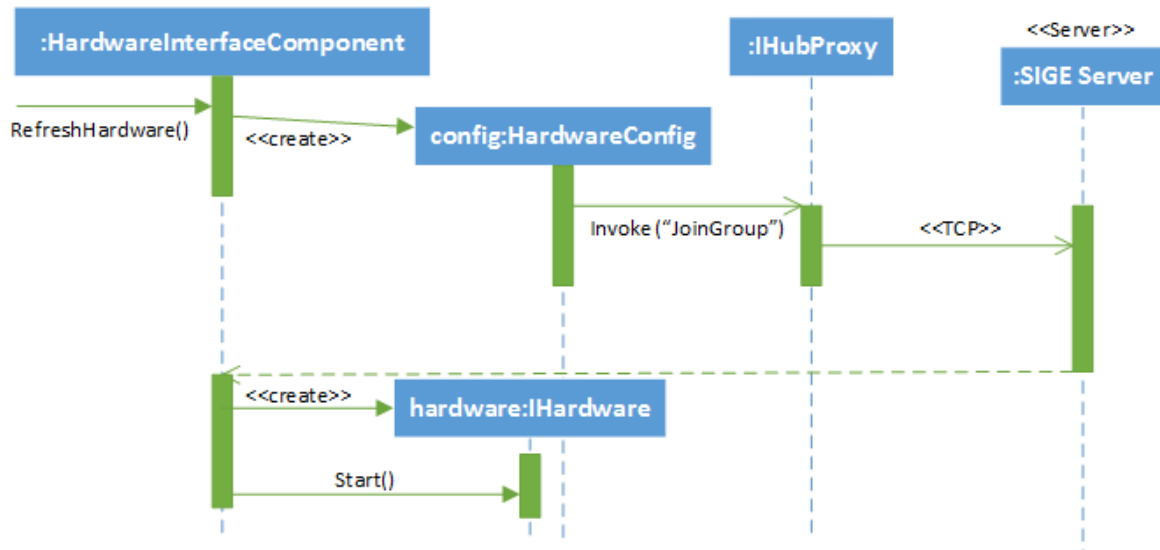 :HardwareInterfaceComponent
:IHubProxy
<<Server>>
:SIGE Server
RefreshHardware()
<<create>>
config:HardwareConfig
Invoke (“JoinGroup”)
<<TCP>>
<<create>>
hardware:IHardware
Start()